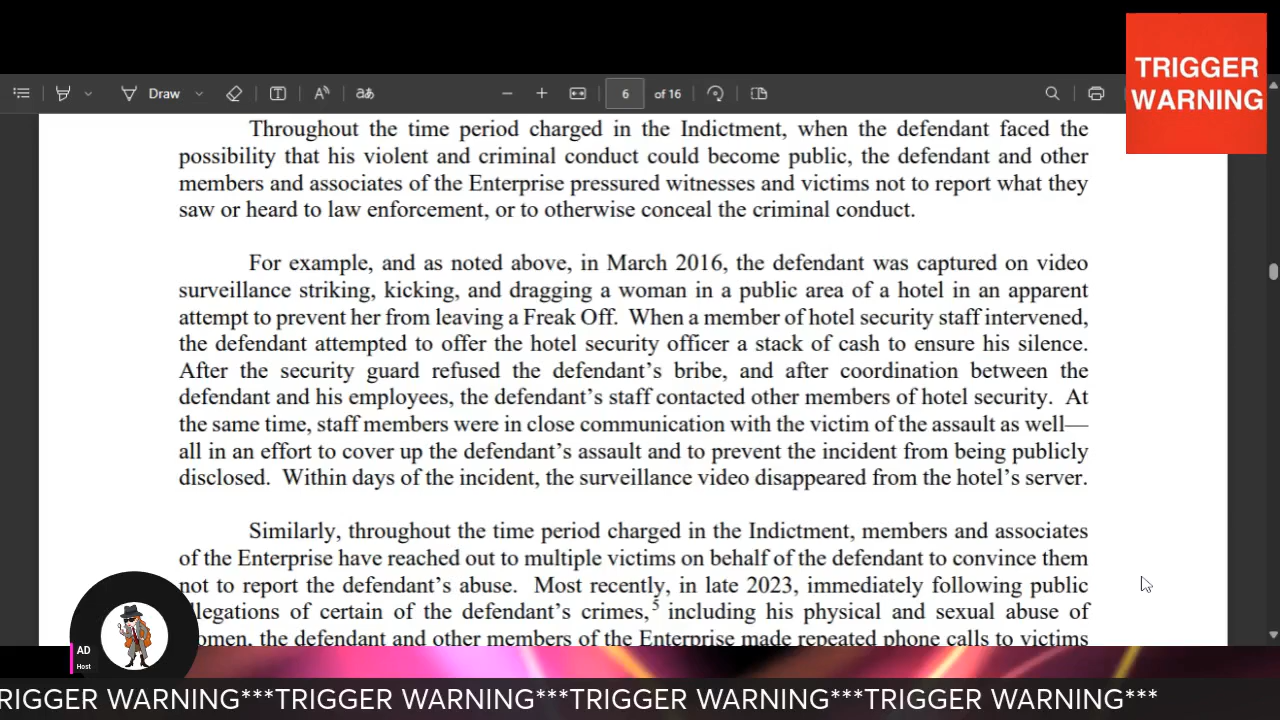 TRIGGER
WARNING
Draw
6
of 16
Throughout the time period charged in the Indictment, when the defendant faced the
possibility that his violent and criminal conduct could become public, the defendant and other
members and associates of the Enterprise pressured witnesses and victims not to report what they
saw or heard to law enforcement, or to otherwise conceal the criminal conduct.
For example, and as noted above, in March 2016, the defendant was captured on video
surveillance striking, kicking, and dragging a woman in a public area of a hotel in an apparent
attempt to prevent her from leaving a Freak Off. When a member of hotel security staff intervened,
the defendant attempted to offer the hotel security officer a stack of cash to ensure his silence.
After the security guard refused the defendant's bribe, and after coordination between the
defendant and his employees, the defendant's staff contacted other members of hotel security. At
the same time, staff members were in close communication with the victim of the assault as well—
all in an effort to cover up the defendant's assault and to prevent the incident from being publicly
disclosed. Within days of the incident, the surveillance video disappeared from the hotel's server.
Similarly, throughout the time period charged in the Indictment, members and associates
of the Enterprise have reached out to multiple victims on behalf of the defendant to convince them
not to report the defendant's abuse. Most recently, in late 2023, immediately following public
llegations of certain of the defendant's crimes,⁵ including his physical and sexual abuse of
omen, the defendant and other members of the Enterprise made repeated phone calls to victims
AD
Host
RIGGER WARNING***TRIGGER WARNING***TRIGGER WARNING***TRIGGER WARNING***